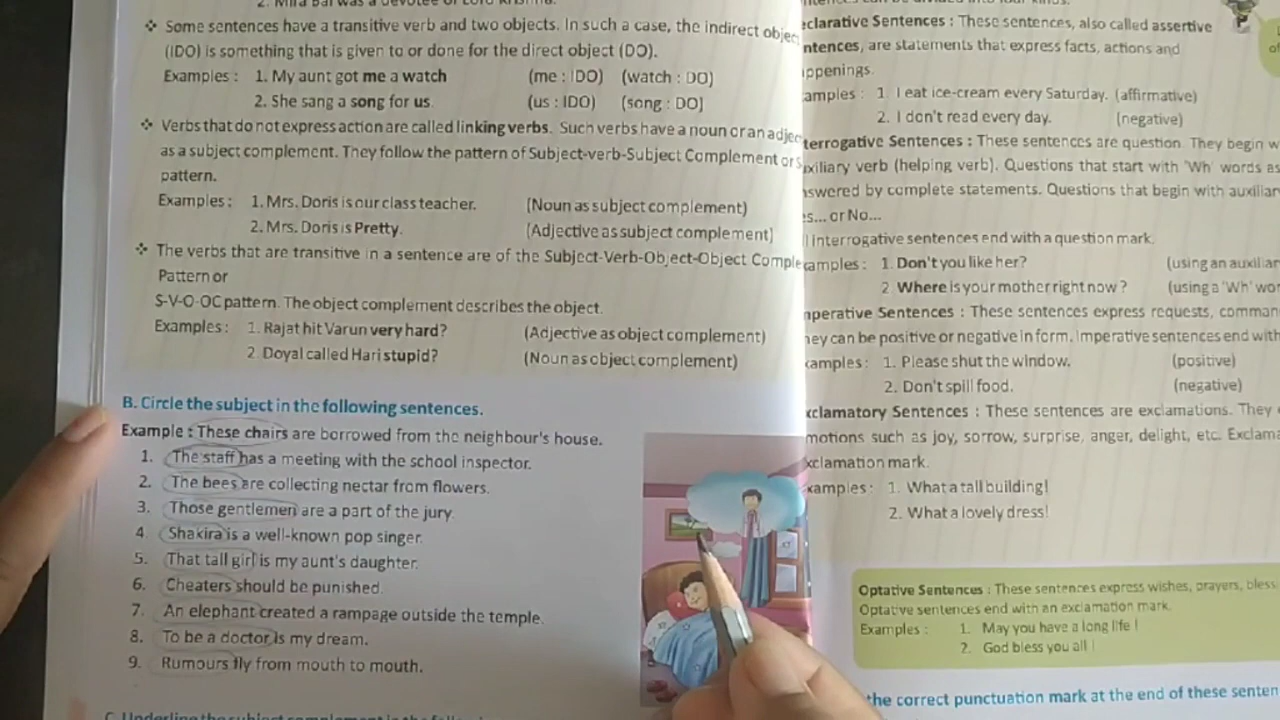 2. Mira Bai was a devotee of Lord Krishna.
❖ Some sentences have a transitive verb and two objects. In such a case, the indirect objec
(IDO) is something that is given to or done for the direct object (DO).
Examples : 1. My aunt got me a watch (me : IDO) (watch : DO)
2. She sang a song for us. (us : IDO) (song : DO)
❖ Verbs that do not express action are called linking verbs. Such verbs have a noun or an adjec
as a subject complement. They follow the pattern of Subject-verb-Subject Complement or S
pattern.
Examples : 1. Mrs. Doris is our class teacher. (Noun as subject complement)
2. Mrs. Doris is Pretty. (Adjective as subject complement)
❖ The verbs that are transitive in a sentence are of the Subject-Verb-Object-Object Comple
Pattern or
S-V-O-OC pattern. The object complement describes the object.
Examples : 1. Rajat hit Varun very hard? (Adjective as object complement)
2. Doyal called Hari stupid? (Noun as object complement)
B. Circle the subject in the following sentences.
Example : These chairs are borrowed from the neighbour's house.
1. The staff has a meeting with the school inspector.
2. The bees are collecting nectar from flowers.
3. Those gentlemen are a part of the jury.
4. Shakira is a well-known pop singer.
5. That tall girl is my aunt's daughter.
6. Cheaters should be punished.
7. An elephant created a rampage outside the temple.
8. To be a doctor is my dream.
9. Rumours fly from mouth to mouth.
C. Underline the subject complement in the
clarative Sentences : These sentences, also called assertive
ntences, are statements that express facts, actions and
ppenings.
amples : 1. I eat ice-cream every Saturday. (affirmative)
2. I don't read every day. (negative)
terrogative Sentences : These sentences are question. They begin w
xiliary verb (helping verb). Questions that start with 'Wh' words as
swered by complete statements. Questions that begin with auxiliar
s... or No...
l interrogative sentences end with a question mark.
amples : 1. Don't you like her? (using an auxiliar
2. Where is your mother right now ? (using a 'Wh' wor
perative Sentences : These sentences express requests, comman
ey can be positive or negative in form. Imperative sentences end with
amples : 1. Please shut the window. (positive)
2. Don't spill food. (negative)
xclamatory Sentences : These sentences are exclamations. They
motions such as joy, sorrow, surprise, anger, delight, etc. Exclama
xclamation mark.
xamples : 1. What a tall building!
2. What a lovely dress!
Optative Sentences : These sentences express wishes, prayers, bless
Optative sentences end with an exclamation mark.
Examples : 1. May you have a long life !
2. God bless you all !
the correct punctuation mark at the end of these senten